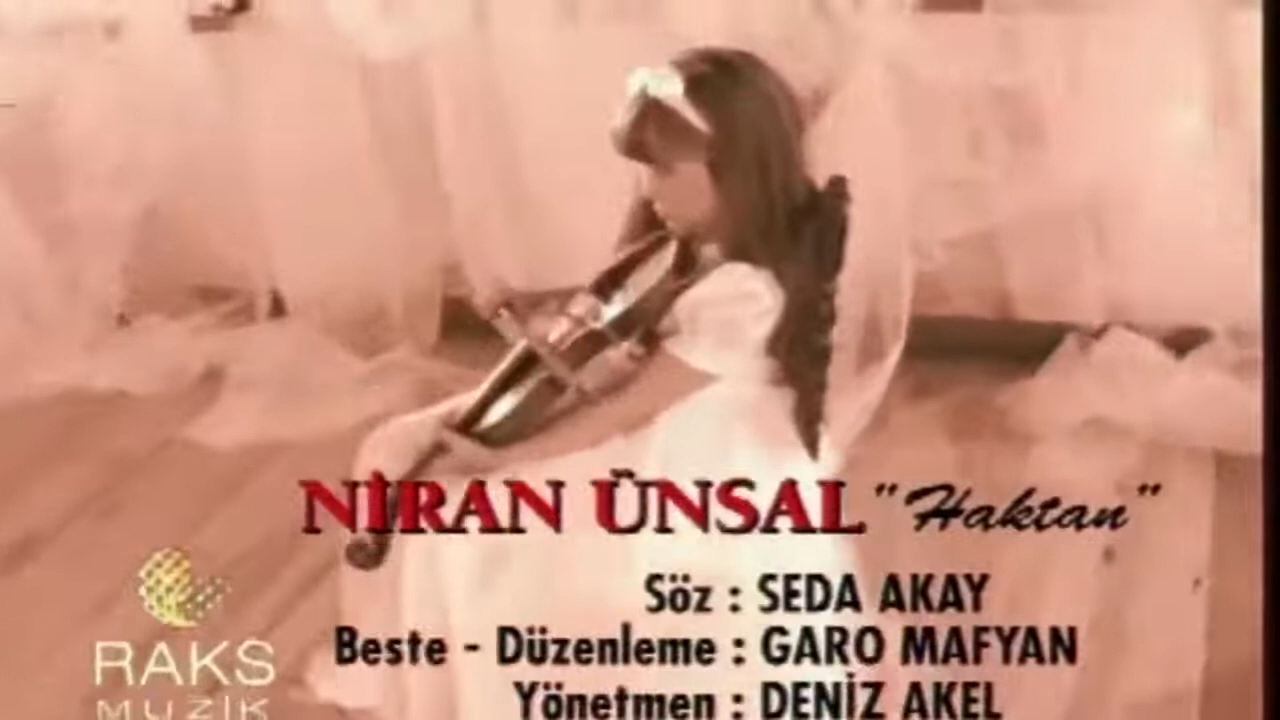 NİRAN ÜNSAL "Haktan"
Söz : SEDA AKAY
Beste - Düzenleme : GARO MAFYAN
Yönetmen : DENİZ AKEL
RAKS
MÜZİK